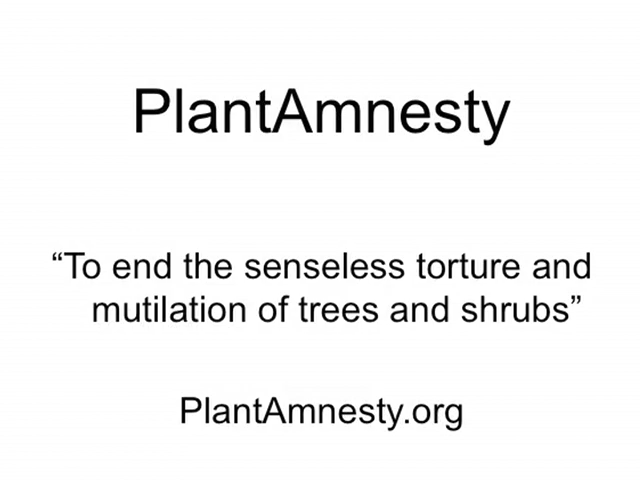 PlantAmnesty
“To end the senseless torture and
mutilation of trees and shrubs”
PlantAmnesty.org